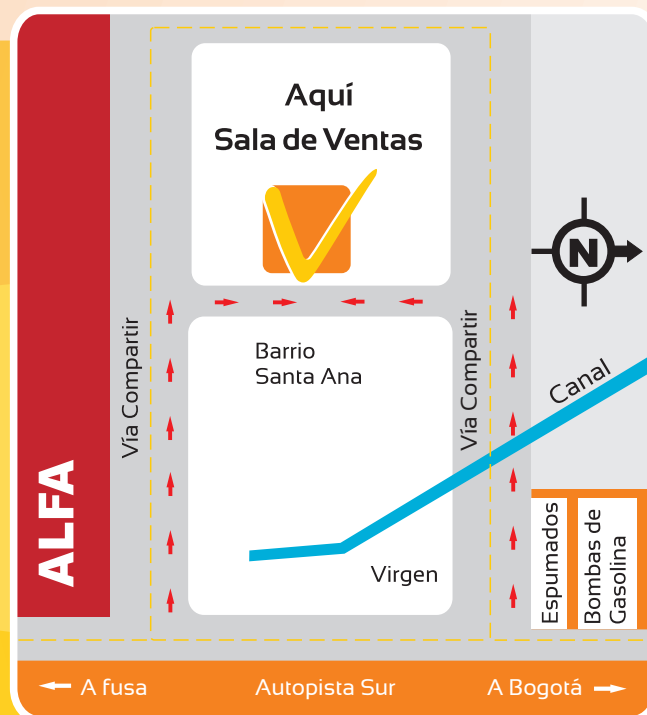 Aquí
Sala de Ventas
N
Vía Compartir
Barrio
Santa Ana
Vía Compartir
Canal
ALFA
Virgen
Espumados
Bombas de
Gasolina
A fusa
Autopista Sur
A Bogotá